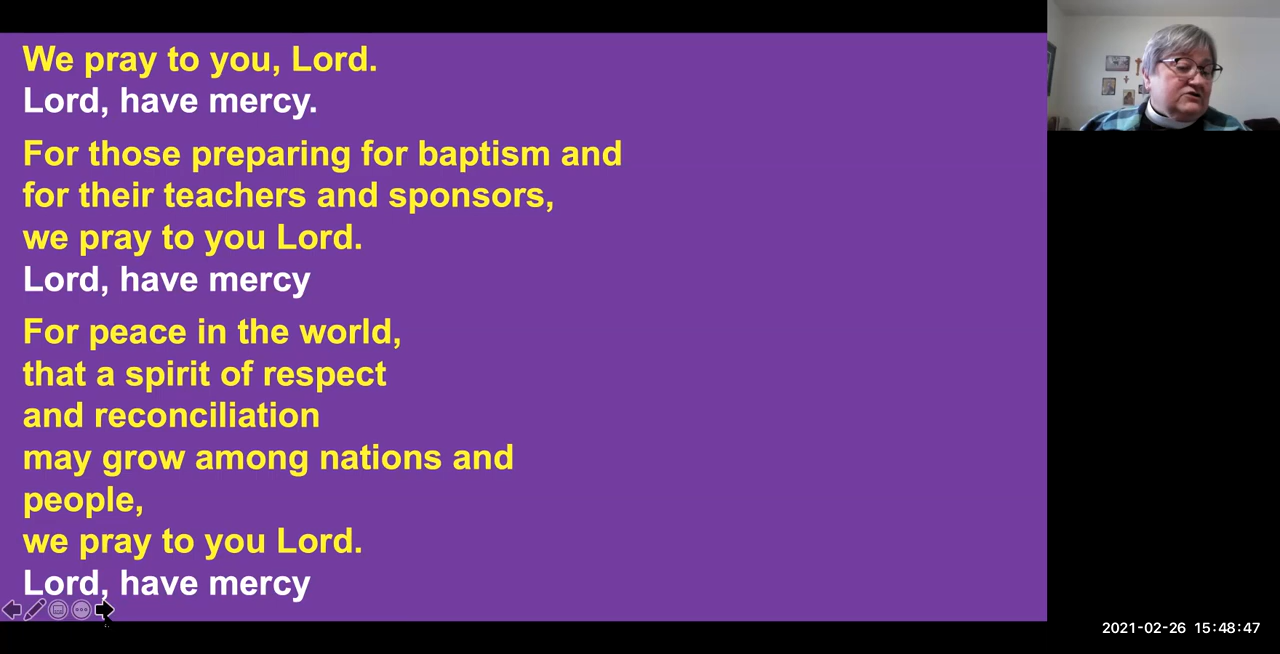 We pray to you, Lord.
Lord, have mercy.
For those preparing for baptism and
for their teachers and sponsors,
we pray to you Lord.
Lord, have mercy
For peace in the world,
that a spirit of respect
and reconciliation
may grow among nations and
people,
we pray to you Lord.
Lord, have mercy
2021-02-26 15:48:47